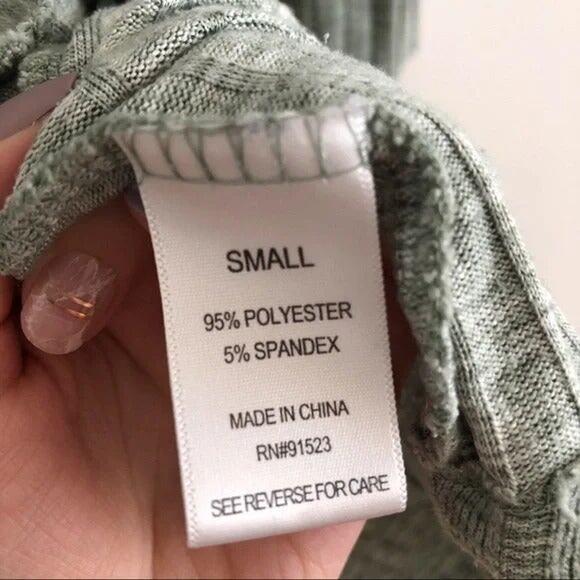 SMALL
95% POLYESTER
5% SPANDEX
MADE IN CHINA
RN#91523
SEE REVERSE FOR CARE